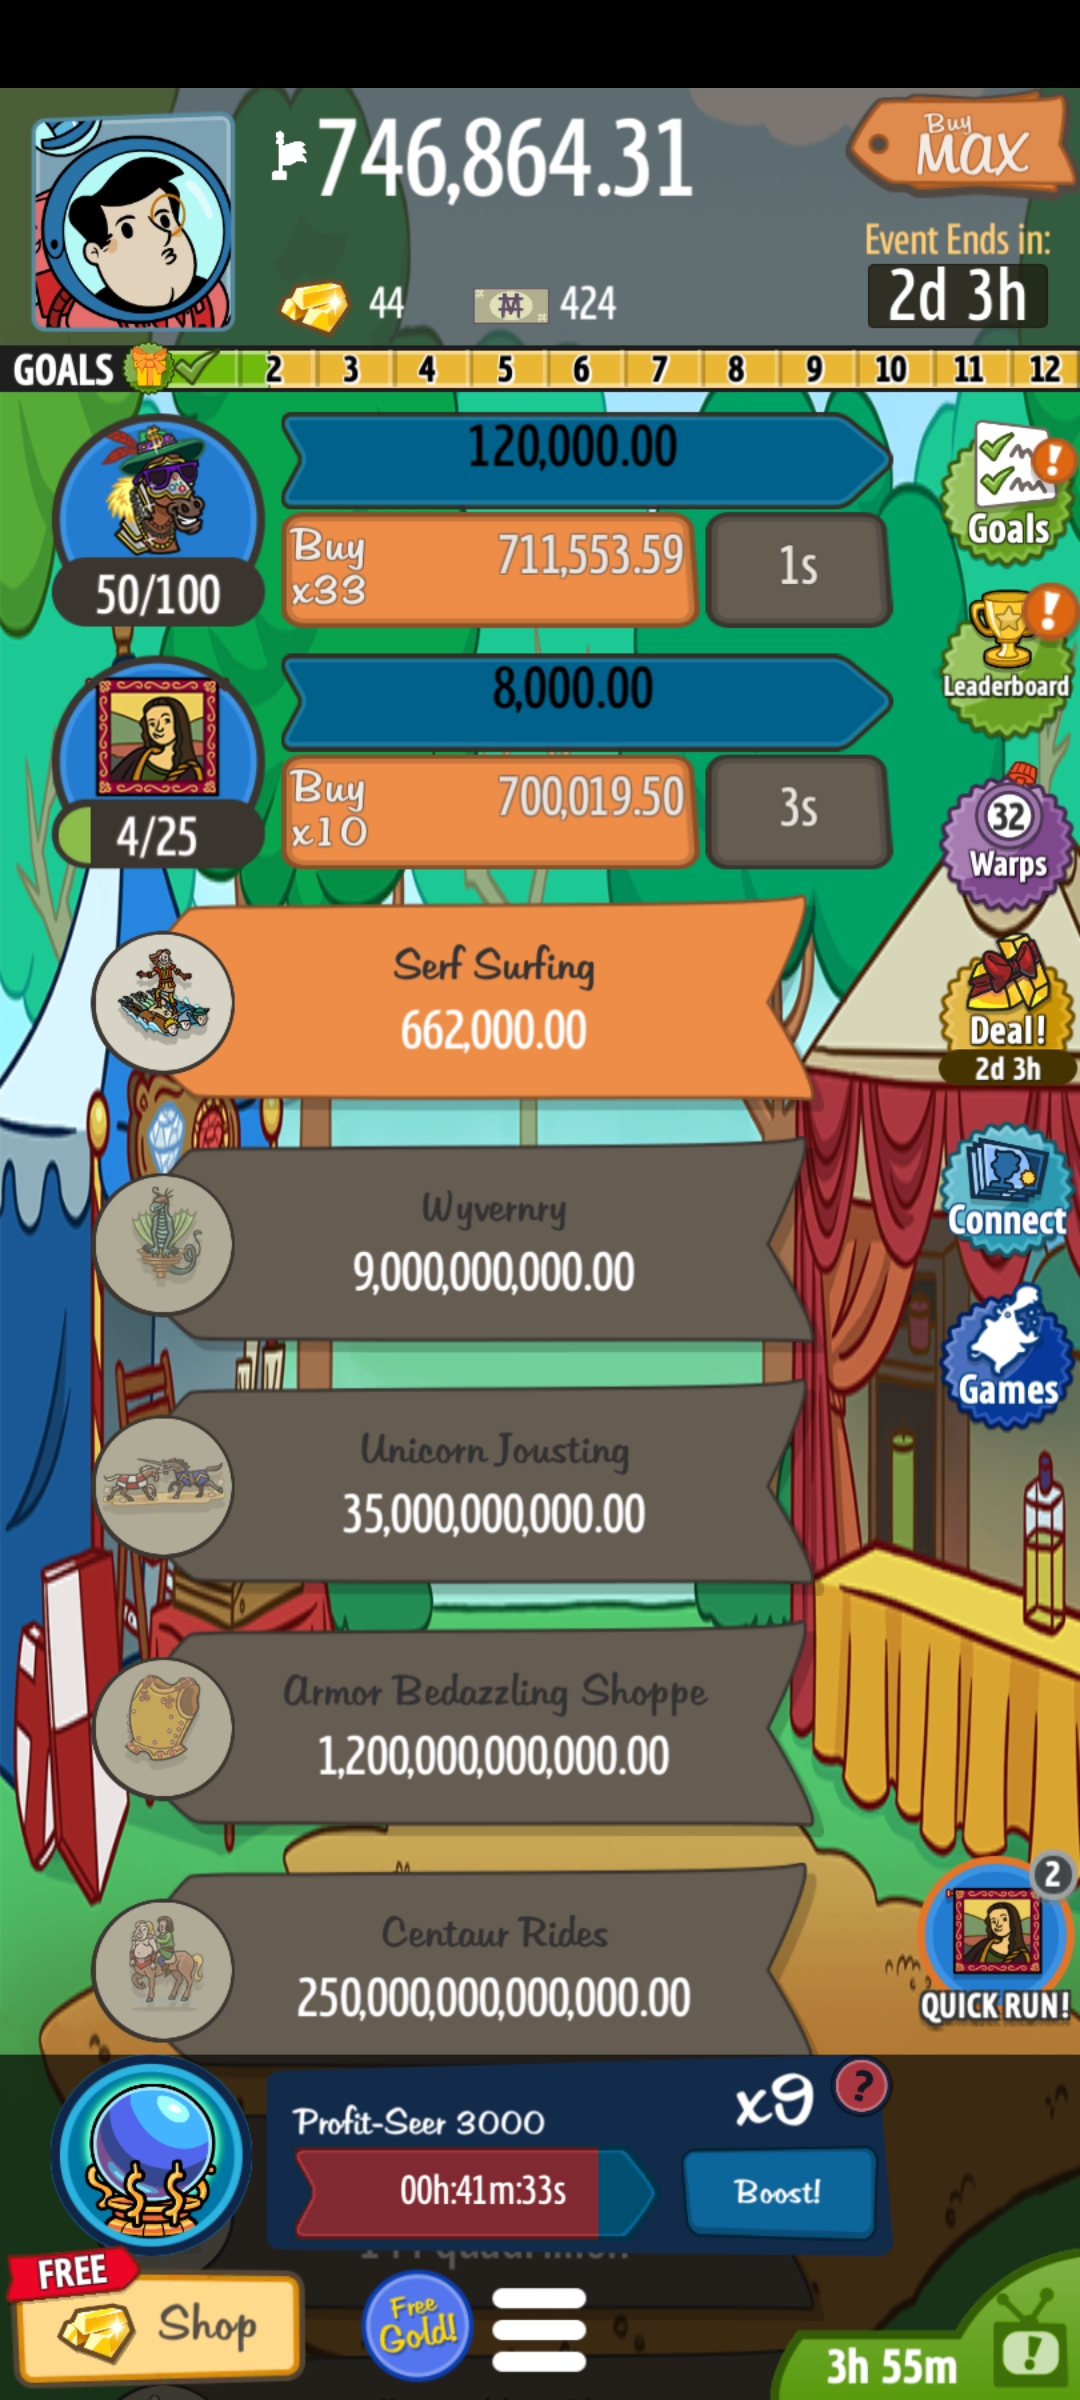 746,864.31
Buy
MAX
Event Ends in:
2d 3h
44
424
GOALS 2 3 4 5 6 7 8 9 10 11 12
120,000.00
Buy
x33
711,553.59
1s
50/100
Goals
8,000.00
Buy
x10
700,019.50
3s
4/25
Leaderboard
32
Warps
Serf Surfing
662,000.00
Deal!
2d 3h
Wyvernry
9,000,000,000.00
Connect
Unicorn Jousting
35,000,000,000.00
Games
Armor Bedazzling Shoppe
1,200,000,000,000.00
Centaur Rides
250,000,000,000,000.00
2
QUICK RUN!
Profit-Seer 3000
x9
?
00h:41m:33s
Boost!
FREE
Shop
Free
Gold!
3h 55m
!